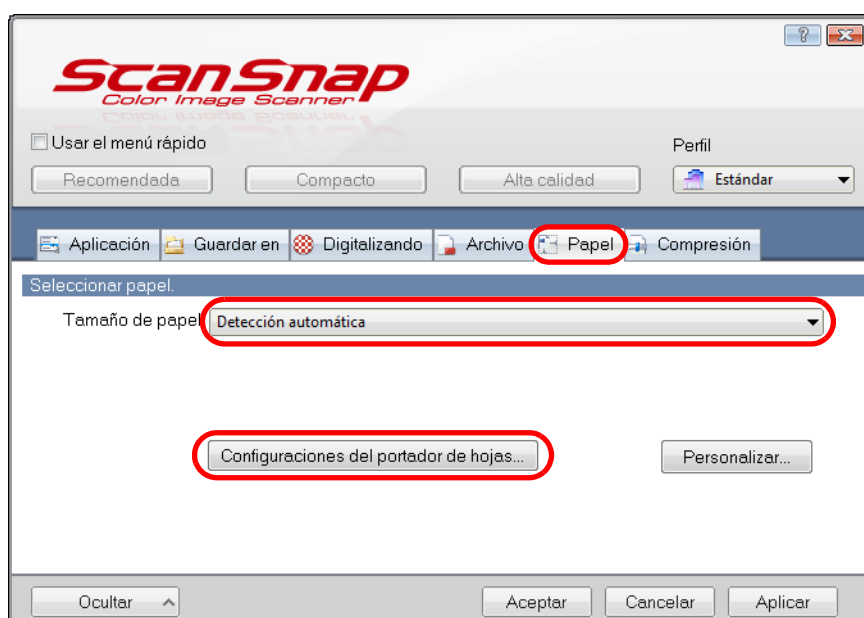 ScanSnap
Color Image Scanner
Usar el menú rápido
Perfil
Recomendada Compacto Alta calidad Estándar
Aplicación Guardar en Digitalizando Archivo Papel Compresión
Seleccionar papel.
Tamaño de papel Detección automática
Configuraciones del portador de hojas... Personalizar...
Ocultar Aceptar Cancelar Aplicar